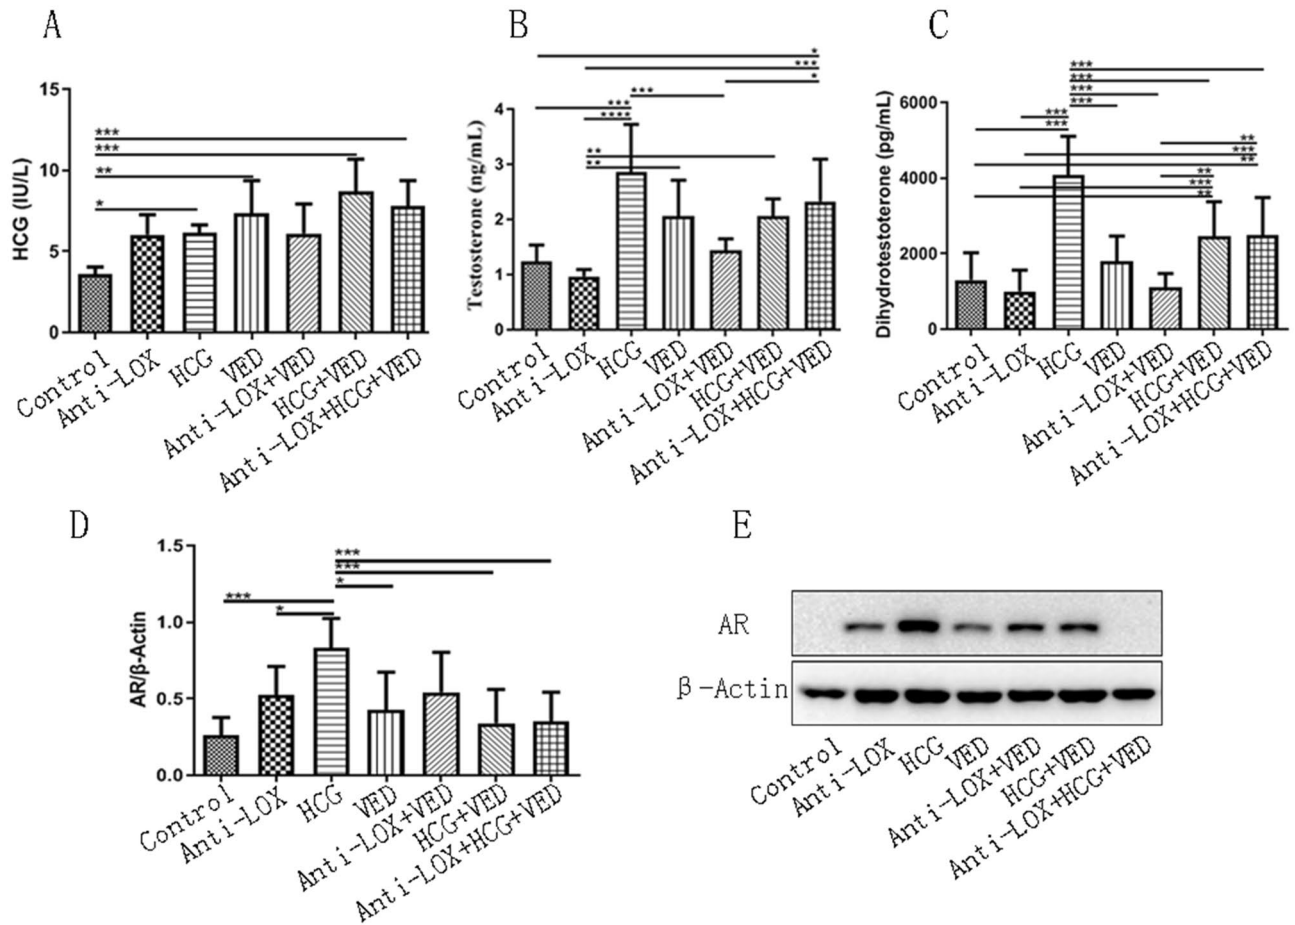 A
HCG (IU/L)
15
10
5
0
***
***
**
*
Control
Anti-LOX
HCG
VED
Anti-LOX+VED
HCG+VED
Anti-LOX+HCG+VED
B
Testosterone (ng/mL)
4
3
2
1
0
*
***
*
***
***
****
**
**
Control
Anti-LOX
HCG
VED
Anti-LOX+VED
HCG+VED
Anti-LOX+HCG+VED
C
Dihydrotestoterone (pg/mL)
6000
4000
2000
0
***
***
***
***
***
***
**
***
**
**
***
**
Control
Anti-LOX
HCG
VED
Anti-LOX+VED
HCG+VED
Anti-LOX+HCG+VED
D
AR/β-Actin
1.5
1.0
0.5
0.0
***
***
*
***
*
Control
Anti-LOX
HCG
VED
Anti-LOX+VED
HCG+VED
Anti-LOX+HCG+VED
E
AR
β-Actin
Control
Anti-LOX
HCG
VED
Anti-LOX+VED
HCG+VED
Anti-LOX+HCG+VED